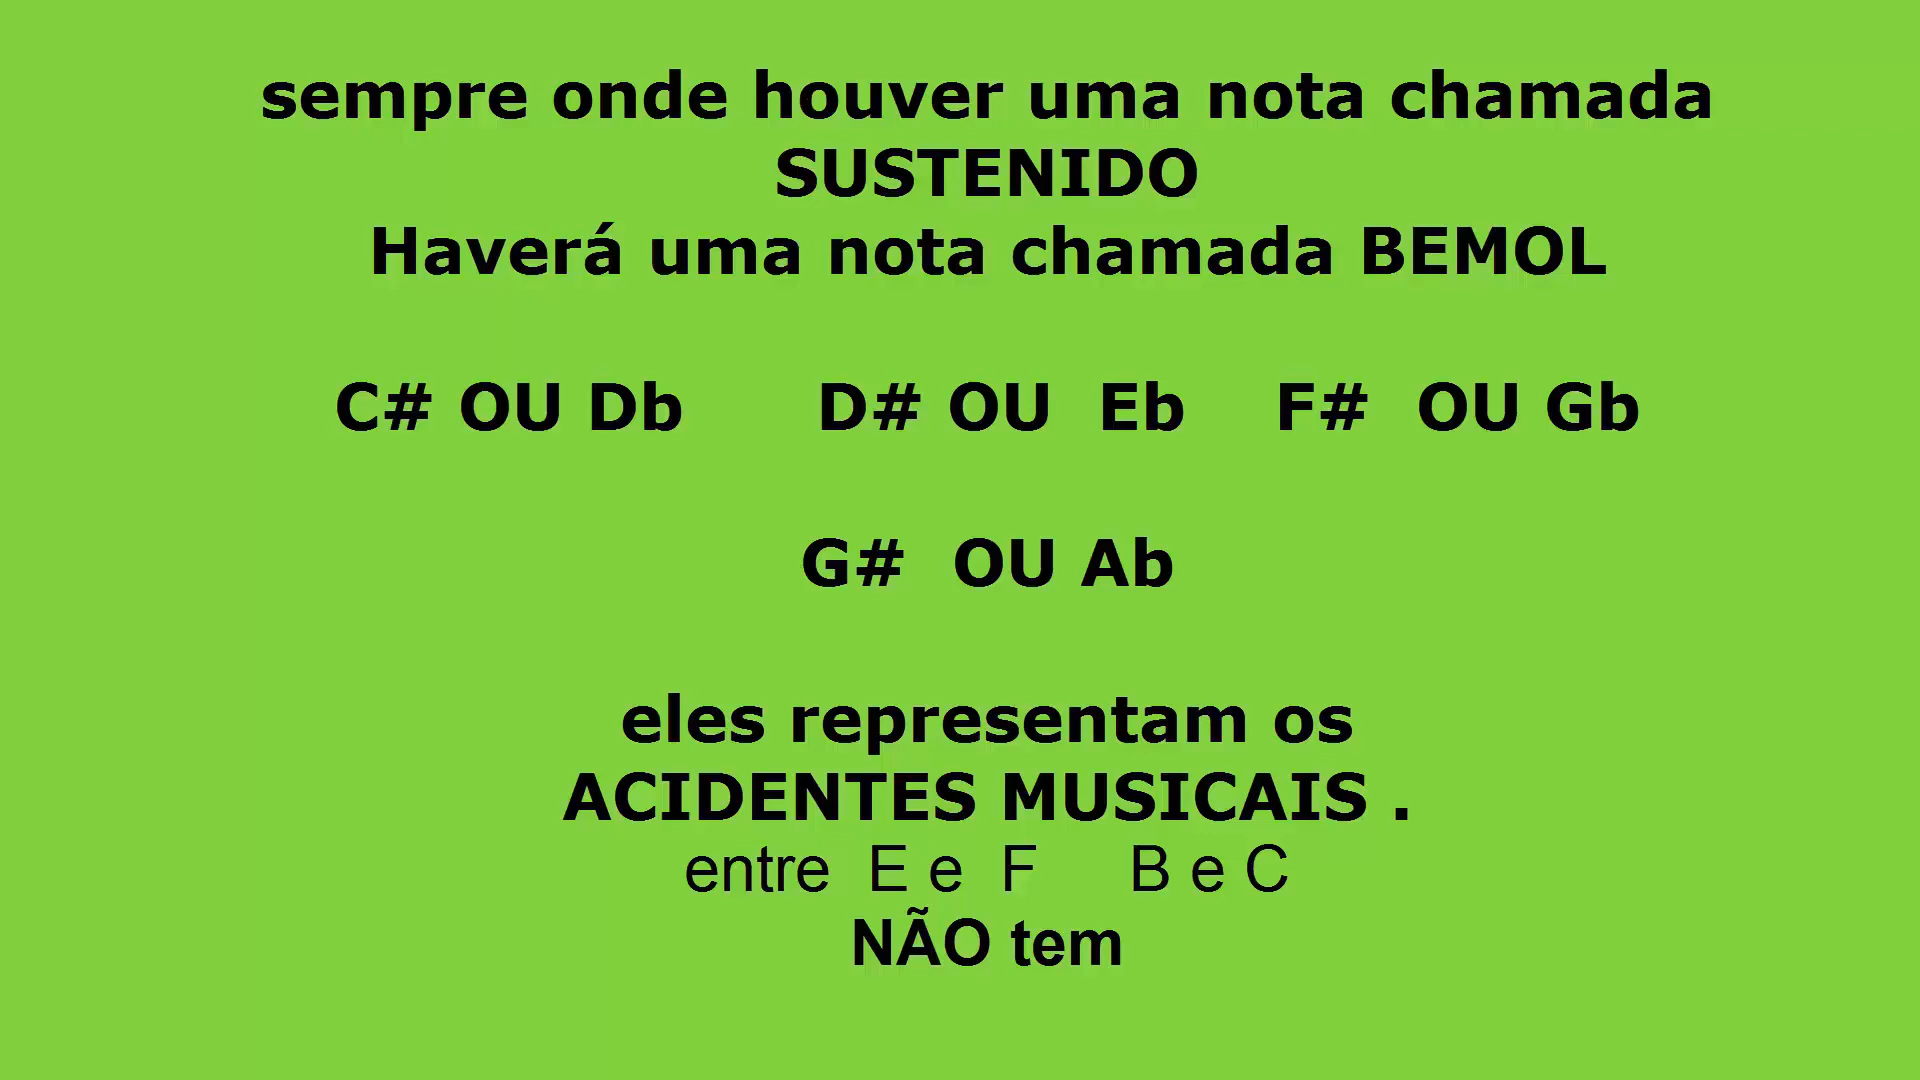 sempre onde houver uma nota chamada
SUSTENIDO
Haverá uma nota chamada BEMOL
C# OU Db D# OU Eb F# OU Gb
G# OU Ab
eles representam os
ACIDENTES MUSICAIS .
entre E e F B e C
NÃO tem